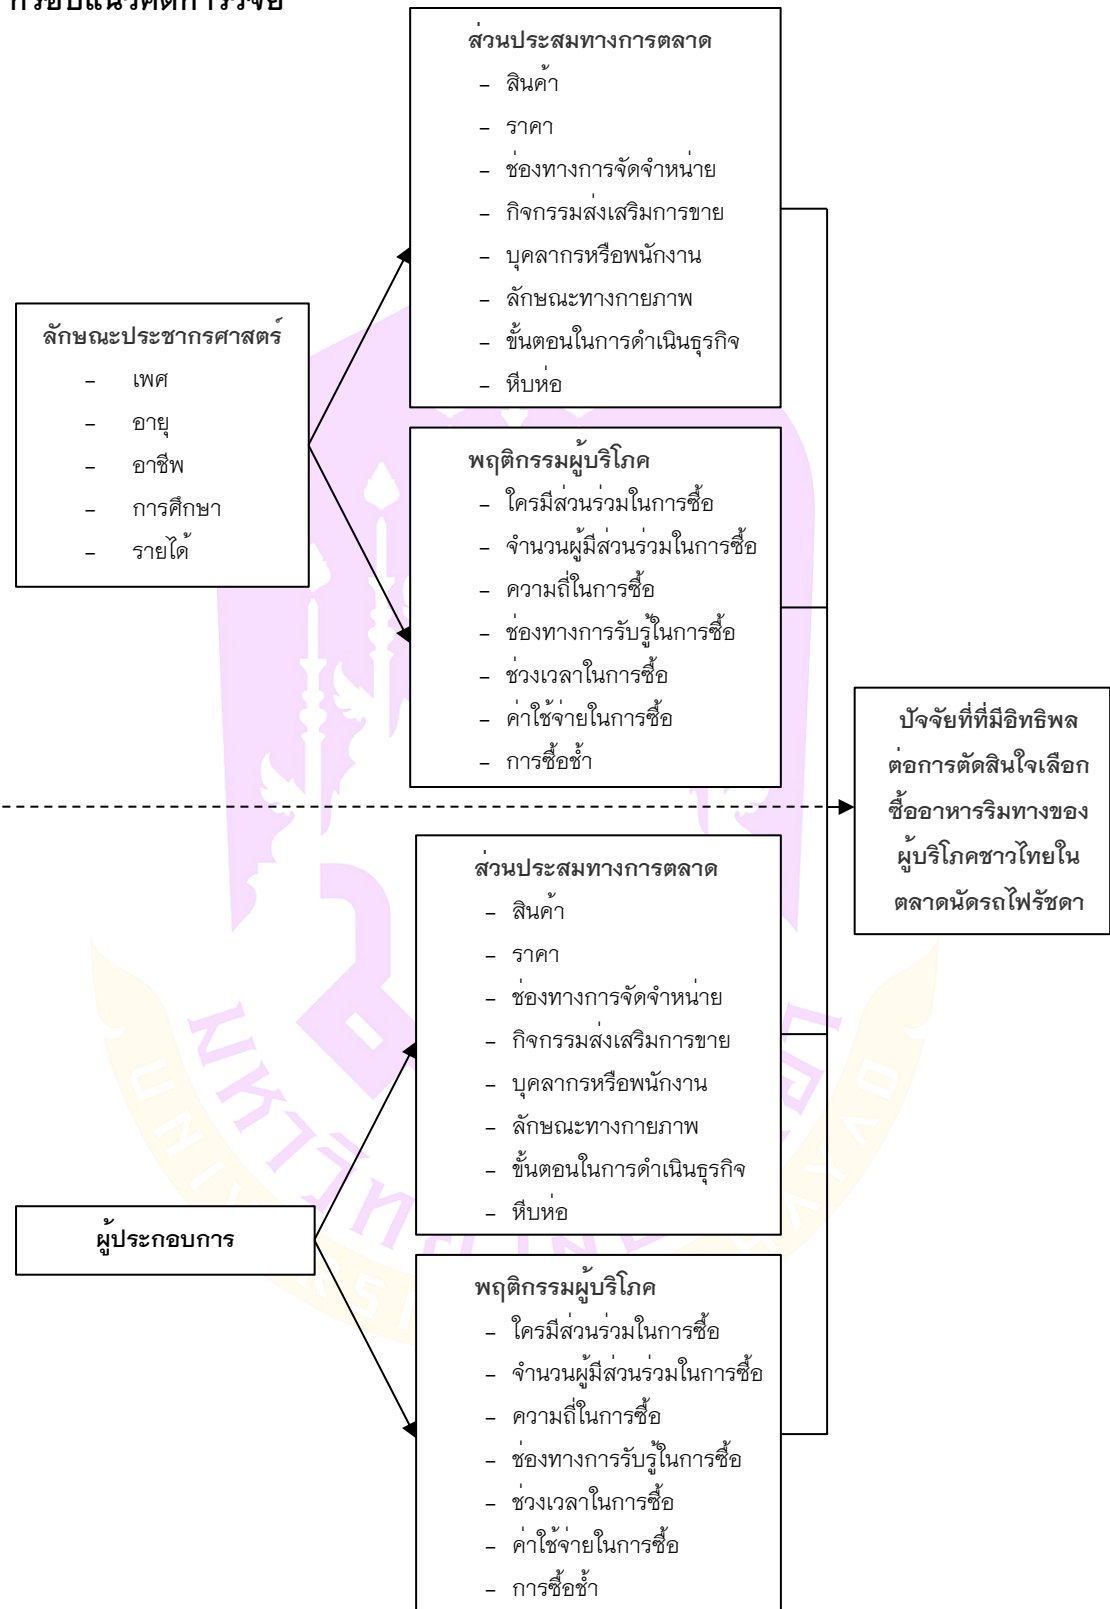 กรอบแนวคิดการวิจัย
ส่วนประสมทางการตลาด
- สินค้า
- ราคา
- ช่องทางการจัดจำหน่าย
- กิจกรรมส่งเสริมการขาย
- บุคลากรหรือพนักงาน
- ลักษณะทางกายภาพ
- ขั้นตอนในการดำเนินธุรกิจ
- หีบห่อ
ลักษณะประชากรศาสตร์
- เพศ
- อายุ
- อาชีพ
- การศึกษา
- รายได้
พฤติกรรมผู้บริโภค
- ใครมีส่วนร่วมในการซื้อ
- จำนวนผู้มีส่วนร่วมในการซื้อ
- ความถี่ในการซื้อ
- ช่องทางการรับรู้ในการซื้อ
- ช่วงเวลาในการซื้อ
- ค่าใช้จ่ายในการซื้อ
- การซื้อซ้ำ
ปัจจัยที่ที่มีอิทธิพล
ต่อการตัดสินใจเลือก
ซื้ออาหารริมทางของ
ผู้บริโภคชาวไทยใน
ตลาดนัดรถไฟรัชดา
ส่วนประสมทางการตลาด
- สินค้า
- ราคา
- ช่องทางการจัดจำหน่าย
- กิจกรรมส่งเสริมการขาย
- บุคลากรหรือพนักงาน
- ลักษณะทางกายภาพ
- ขั้นตอนในการดำเนินธุรกิจ
- หีบห่อ
ผู้ประกอบการ
พฤติกรรมผู้บริโภค
- ใครมีส่วนร่วมในการซื้อ
- จำนวนผู้มีส่วนร่วมในการซื้อ
- ความถี่ในการซื้อ
- ช่องทางการรับรู้ในการซื้อ
- ช่วงเวลาในการซื้อ
- ค่าใช้จ่ายในการซื้อ
- การซื้อซ้ำ